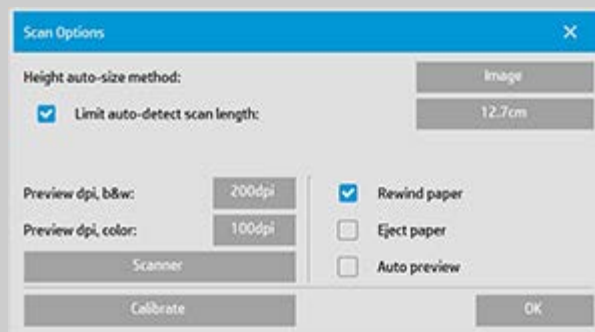 Scan Options
Height auto-size method: Image
Limit auto-detect scan length: 12.7cm
Preview dpi, b&w: 200dpi
Rewind paper
Preview dpi, color: 100dpi
Eject paper
Scanner
Auto preview
Calibrate
OK